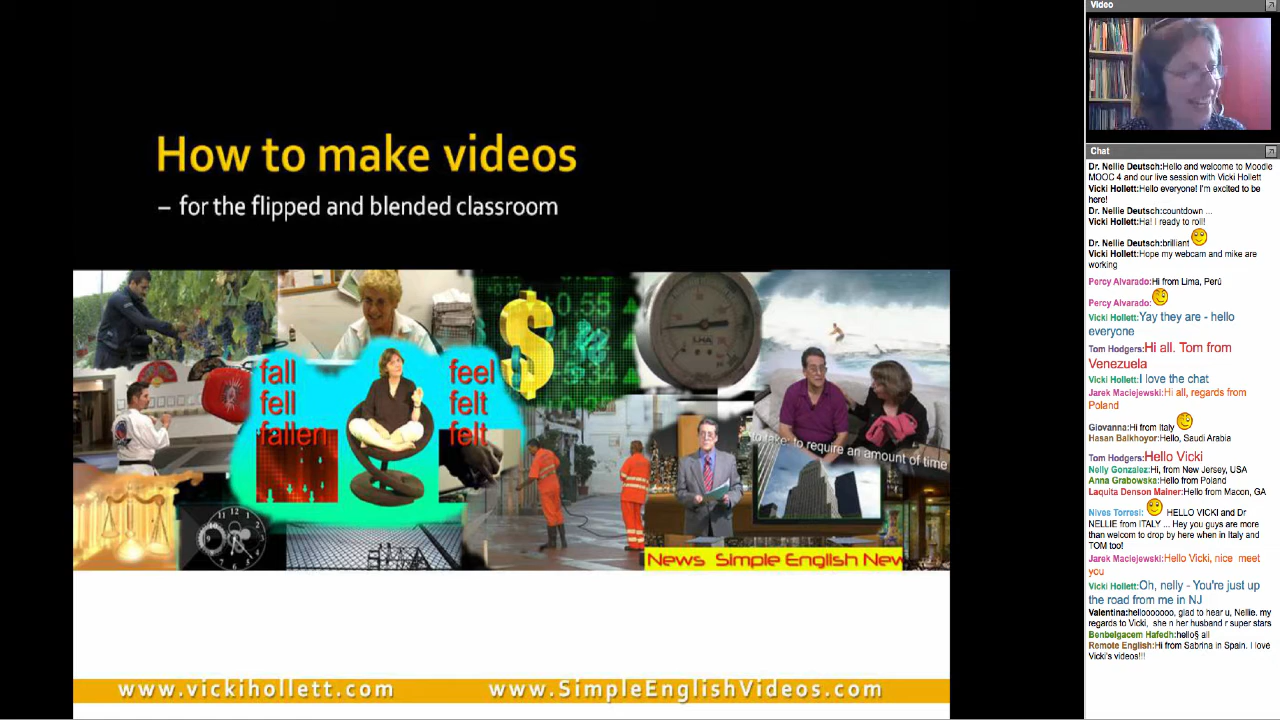 How to make videos
– for the flipped and blended classroom
fall
fell
fallen
feel
felt
felt
to take: to require an amount of time
News Simple English New
www.vickihollett.com
www.SimpleEnglishVideos.com
Video
Chat
Dr. Nellie Deutsch:Hello and welcome to Moodle
MOOC 4 and our live session with Vicki Hollett
Vicki Hollett:Hello everyone! I'm excited to be
here!
Dr. Nellie Deutsch:countdown ...
Vicki Hollett:Ha! I ready to roll!
Dr. Nellie Deutsch:brilliant
Vicki Hollett:Hope my webcam and mike are
working
Percy Alvarado:Hi from Lima, Perú
Percy Alvarado:
Vicki Hollett:Yay they are - hello
everyone
Tom Hodgers:Hi all. Tom from
Venezuela
Vicki Hollett:I love the chat
Jarek Maciejewski:Hi all, regards from
Poland
Giovanna:Hi from Italy
Hasan Balkhoyor:Hello, Saudi Arabia
Tom Hodgers:Hello Vicki
Nelly Gonzalez:Hi, from New Jersey, USA
Anna Grabowska:Hello from Poland
Laquita Denson Mainer:Hello from Macon, GA
Nives Torresi: HELLO VICKI and Dr
NELLIE from ITALY ... Hey you guys are more
than welcome to drop by here when in Italy and
TOM too!
Jarek Maciejewski:Hello Vicki, nice meet
you
Vicki Hollett:Oh, nelly - You're just up
the road from me in NJ
Valentina:hellooooooo, glad to hear u, Nellie. my
regards to Vicki, she n her husband r super stars
Benbelgacem Hafedh:hello§ all
Remote English:Hi from Sabrina in Spain. I love
Vicki's videos!!!